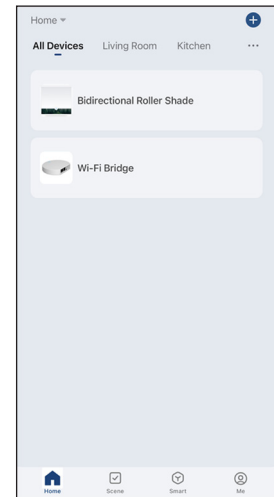 Home
All Devices Living Room Kitchen ...
Bidirectional Roller Shade
Wi-Fi Bridge
Home Scene Smart Me